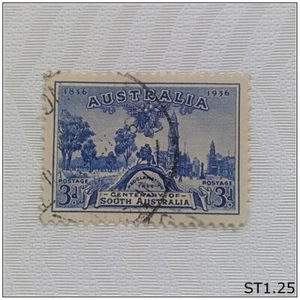 1836 1936
AUSTRALIA
POSTAGE POSTAGE
3D 3D
CENTENARY OF
SOUTH AUSTRALIA
ST1.25